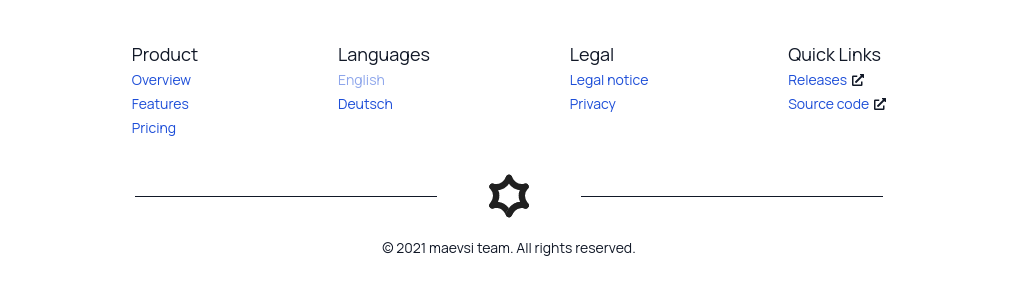 Product
Overview
Features
Pricing
Languages
English
Deutsch
Legal
Legal notice
Privacy
Quick Links
Releases
Source code
© 2021 maevsi team. All rights reserved.